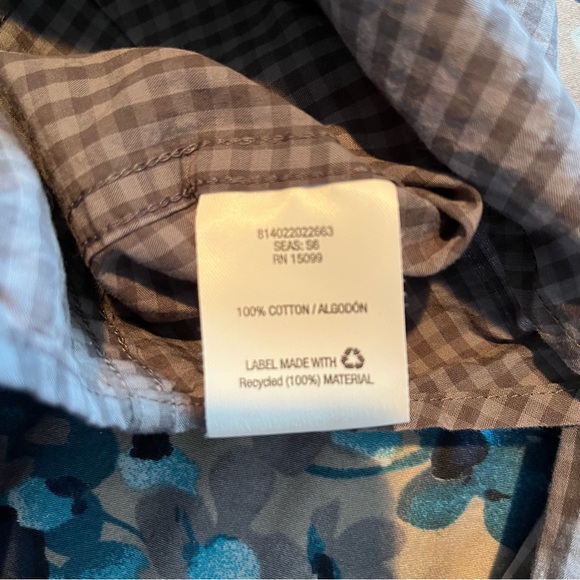 814022022663
SEAS: S6
RN 15099
100% COTTON / ALGODÓN
LABEL MADE WITH
Recycled (100%) MATERIAL